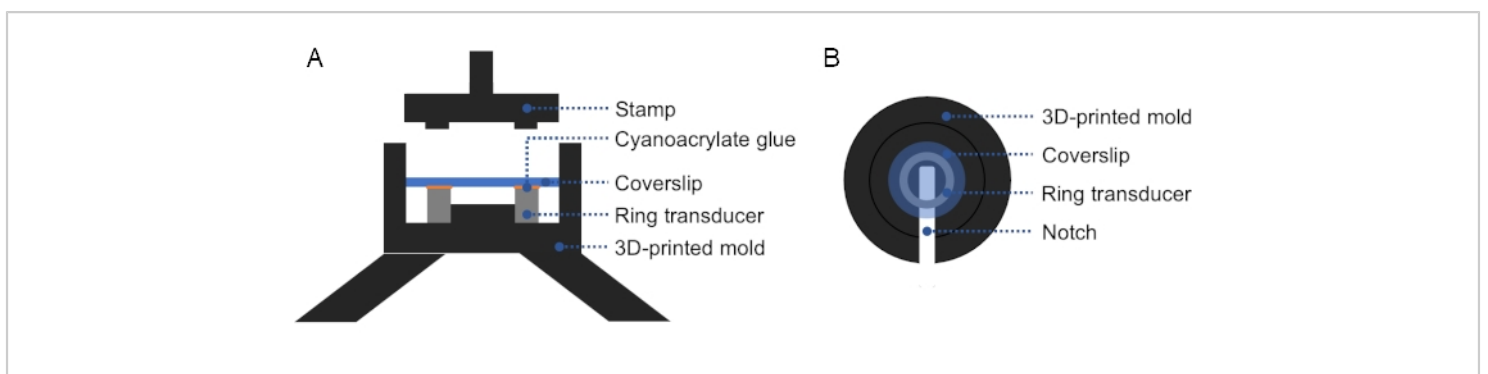 A
Stamp
Cyanoacrylate glue
Coverslip
Ring transducer
3D-printed mold
B
3D-printed mold
Coverslip
Ring transducer
Notch